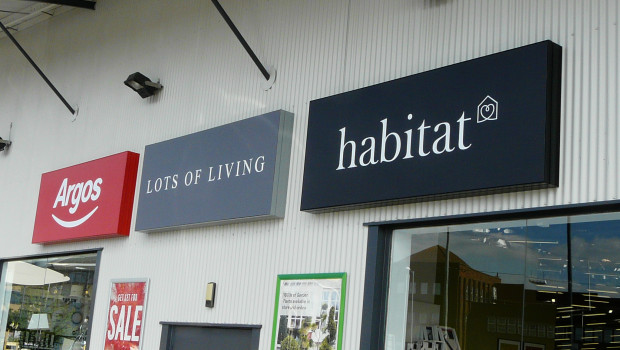 Argos
LOTS OF LIVING
habitat
SALE